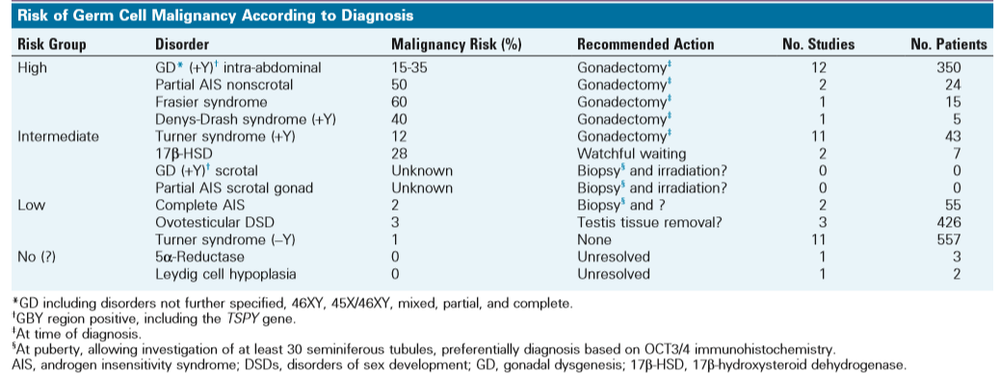 Risk of Germ Cell Malignancy According to Diagnosis
Risk Group Disorder Malignancy Risk (%) Recommended Action No. Studies No. Patients
High GD* (+Y)† intra-abdominal 15-35 Gonadectomy‡ 12 350
Partial AIS nonscrotal 50 Gonadectomy‡ 2 24
Frasier syndrome 60 Gonadectomy‡ 1 15
Denys-Drash syndrome (+Y) 40 Gonadectomy‡ 1 5
Intermediate Turner syndrome (+Y) 12 Gonadectomy‡ 11 43
17β-HSD 28 Watchful waiting 2 7
GD (+Y)† scrotal Unknown Biopsy§ and irradiation? 0 0
Partial AIS scrotal gonad Unknown Biopsy§ and irradiation? 0 0
Low Complete AIS 2 Biopsy§ and ? 2 55
Ovotesticular DSD 3 Testis tissue removal? 3 426
Turner syndrome (–Y) 1 None 11 557
No (?) 5α-Reductase 0 Unresolved 1 3
Leydig cell hypoplasia 0 Unresolved 1 2
*GD including disorders not further specified, 46XY, 45X/46XY, mixed, partial, and complete.
†GBY region positive, including the TSPY gene.
‡At time of diagnosis.
§At puberty, allowing investigation of at least 30 seminiferous tubules, preferentially diagnosis based on OCT3/4 immunohistochemistry.
AIS, androgen insensitivity syndrome; DSDs, disorders of sex development; GD, gonadal dysgenesis; 17β-HSD, 17β-hydroxysteroid dehydrogenase.